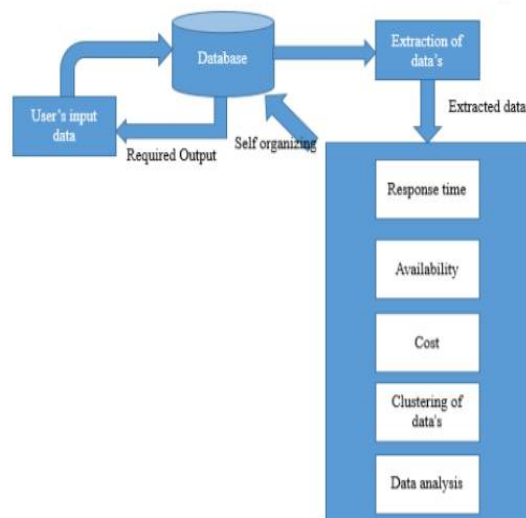 Database
Extraction of
data's
User's input
data
Required Output
Self organizing
Extracted data
Response time
Availability
Cost
Clustering of
data's
Data analysis